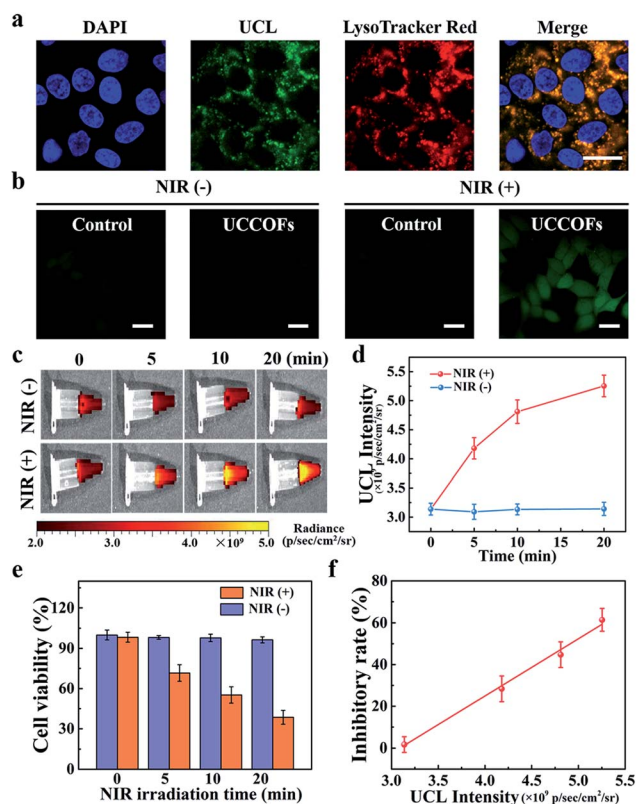 a
DAPI UCL LysoTracker Red Merge
b
NIR (-) NIR (+)
Control UCCOFs Control UCCOFs
c
0 5 10 20 (min)
NIR (-)
NIR (+)
2.0 3.0 4.0 ×10⁹ 5.0
Radiance
(p/sec/cm²/sr)
d
NIR (+)
NIR (-)
UCL Intensity
5.5
5.0
4.5
4.0
3.5
3.0
0 5 10 15 20
Time (min)
e
NIR (+)
NIR (-)
Cell viability (%)
120
90
60
30
0
0 5 10 20
NIR irradiation time (min)
f
Inhibitory rate (%)
80
60
40
20
0
3.0 3.5 4.0 4.5 5.0 5.5
UCL Intensity (×10⁹ p/sec/cm²/sr)